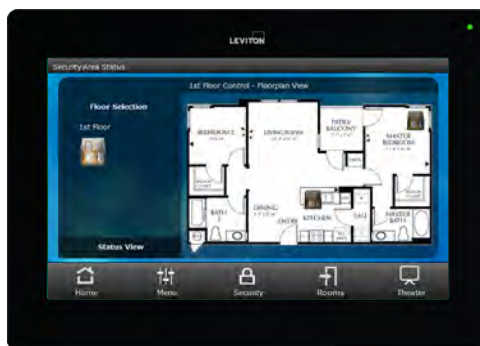 LEVITON
Security Area Status
1st Floor Control - Floorplan View
Floor Selection
1st Floor
Status View
BEDROOM 2
LIVING ROOM
PATIO/
BALCONY
MASTER
BEDROOM
BATH
DINING
ENTRY
KITCHEN
MASTER
BATH
Home
Menu
Security
Rooms
Theater